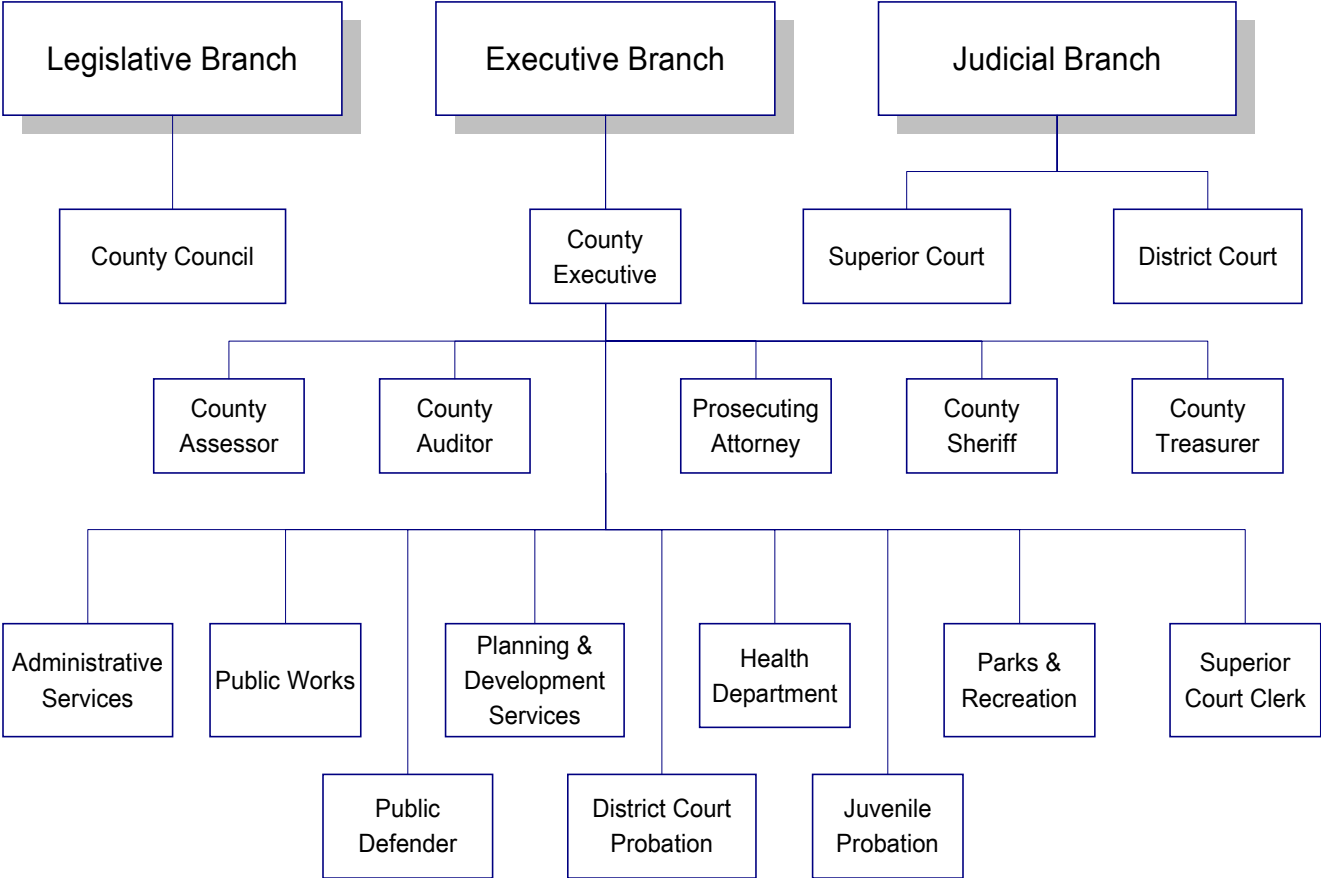 Legislative Branch
Executive Branch
Judicial Branch
County Council
County
Executive
Superior Court
District Court
County
Assessor
County
Auditor
Prosecuting
Attorney
County
Sheriff
County
Treasurer
Administrative
Services
Public Works
Planning &
Development
Services
Health
Department
Parks &
Recreation
Superior
Court Clerk
Public
Defender
District Court
Probation
Juvenile
Probation